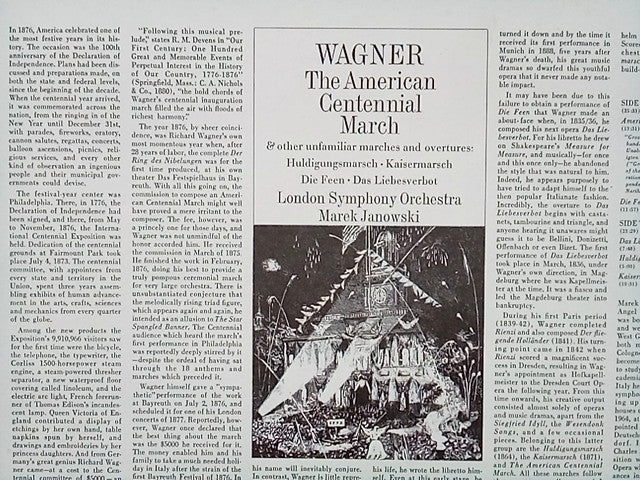 In 1876, America celebrated one of
the most festive years in its his-
tory. The occasion was the 100th
anniversary of the Declaration of
Independence. Plans had been dis-
cussed and preparations made, on
both the state and federal levels,
since the beginning of the decade.
When the centennial year arrived,
it was commemorated across the
nation, from the ringing in of the
New Year until December 31st,
with parades, fireworks, oratory,
cannon salutes, regattas, concerts,
balloon ascensions, picnics, reli-
gious services, and every other
kind of observation an ingenious
people and their municipal gov-
ernments could devise.
The festival-year center was
Philadelphia. There, in 1776, the
Declaration of Independence had
been signed, and there, from May
to November, 1876, the Interna-
tional Centennial Exposition was
held. Dedication of the centennial
grounds at Fairmount Park took
place July 4, 1873. The centennial
committee, with appointees from
every state and territory in the
Union, spent three years assem-
bling exhibits of human advance-
ment in the arts, crafts, sciences
and mechanics from every quarter
of the globe.
Among the new products the
Exposition's 9,910,966 visitors saw
for the first time were the bicycle,
the telephone, the typewriter, the
Corliss 1500-horsepower steam
engine, a steam-powered thresher
separator, a new waterproof floor
covering called linoleum, and the
electric arc light, French forerun-
ner of Thomas Edison's incandes-
cent lamp. Queen Victoria of Eng-
land contributed a display of
etchings by her own hand, table
napkins spun by herself, and
drawings and embroideries by her
princess daughters. And from Ger-
many's great genius Richard Wag-
ner—at a cost to the Cen-
tennial committee of $5000—an
"Following this musical pre-
lude," states R. M. Devens in "Our
First Century; One Hundred
Great and Memorable Events of
Perpetual Interest in the History
of Our Country, 1776-1876"
(Springfield, Mass.: C. A. Nichols
& Co., 1880), "the bold chords of
Wagner's centennial inauguration
march filled the air with floods of
richest harmony."
The year 1876, by sheer coinci-
dence, was Richard Wagner's own
most momentous year when, after
28 years of labor, the complete Der
Ring des Nibelungen was for the
first time produced, at his own
theater Das Festspielhaus in Bay-
reuth. With all this going on, the
commission to compose an Ameri-
can Centennial March might well
have proved a mere irritant to the
composer. The fee, however, was
a princely one for those days, and
Wagner was not unmindful of the
honor accorded him. He received
the commission in March of 1875.
He finished the work in February,
1876, doing his best to provide a
truly pompous ceremonial march
for very large orchestra. There is
unsubstantiated conjecture that
the melodically rising triad figure,
which appears again and again, he
intended as an allusion to The Star
Spangled Banner. The Centennial
audience which heard the march's
first performance in Philadelphia
was reportedly deeply stirred by it
—despite the ordeal of having sat
through the 18 anthems and
marches which preceded it.
Wagner himself gave a "sympa-
thetic" performance of the work
at Bayreuth on July 2, 1876, and
scheduled it for one of his London
concerts of 1877. Reportedly, how-
ever, Wagner once declared that
the best thing about the march
was the $5000 he received for it.
The money enabled him and his
family to take a much needed holi-
day in Italy after the strain of the
first Bayreuth Festival of 1876. In
WAGNER
The American
Centennial
March
& other unfamiliar marches and overtures:
Huldigungsmarsch · Kaisermarsch
Die Feen · Das Liebesverbot
London Symphony Orchestra
Marek Janowski
1776
his name will inevitably conjure.
In contrast, Wagner is little repre-
his life, he wrote the libretto him-
self. Even at this early stage, he
turned it down and by the time it
received its first performance in
Munich in 1888, five years after
Wagner's death, his great music
dramas so dwarfed this youthful
opera that it never made any not-
able impact.
It may have been due to this
failure to obtain a performance of
Die Feen that Wagner made an
about-face when, in 1835/36, he
composed his next opera Das Lie-
besverbot. For his libretto he drew
on Shakespeare's Measure for
Measure, and musically—for once
and this once only—he abandoned
the style that was natural to him.
Indeed, he appears purposely to
have tried to adapt himself to the
then popular Italianate fashion.
Incredibly, the overture to Das
Liebesverbot begins with casta-
nets, tambourine and triangle, and
anyone hearing it unawares might
guess it to be Bellini, Donizetti,
Offenbach or even Bizet. The first
performance of Das Liebesverbot
took place in March, 1836, under
Wagner's own direction, in Mag-
deburg where he was Kapellmeis-
ter at the time. It was a fiasco and
led the Magdeburg theater into
bankruptcy.
During his first Paris period
(1839-42), Wagner completed
Rienzi and also composed Der flie-
gende Holländer (1841). His turn-
ing point came in 1842 when
Rienzi scored a magnificent suc-
cess in Dresden, resulting in Wag-
ner's appointment as Hofkapell-
meister to the Dresden Court Op-
era the following year. From this
time onwards, his creative output
consisted almost solely of operas
and music dramas, apart from the
Siegfried Idyll, the Wesendonk
Songs, and a few occasional
pieces. Belonging to this latter
group are the Huldigungsmarsch
(1864), the Kaisermarsch (1871),
and The American Centennial
March. All these marches follow
SIDE
Die F
SIDE